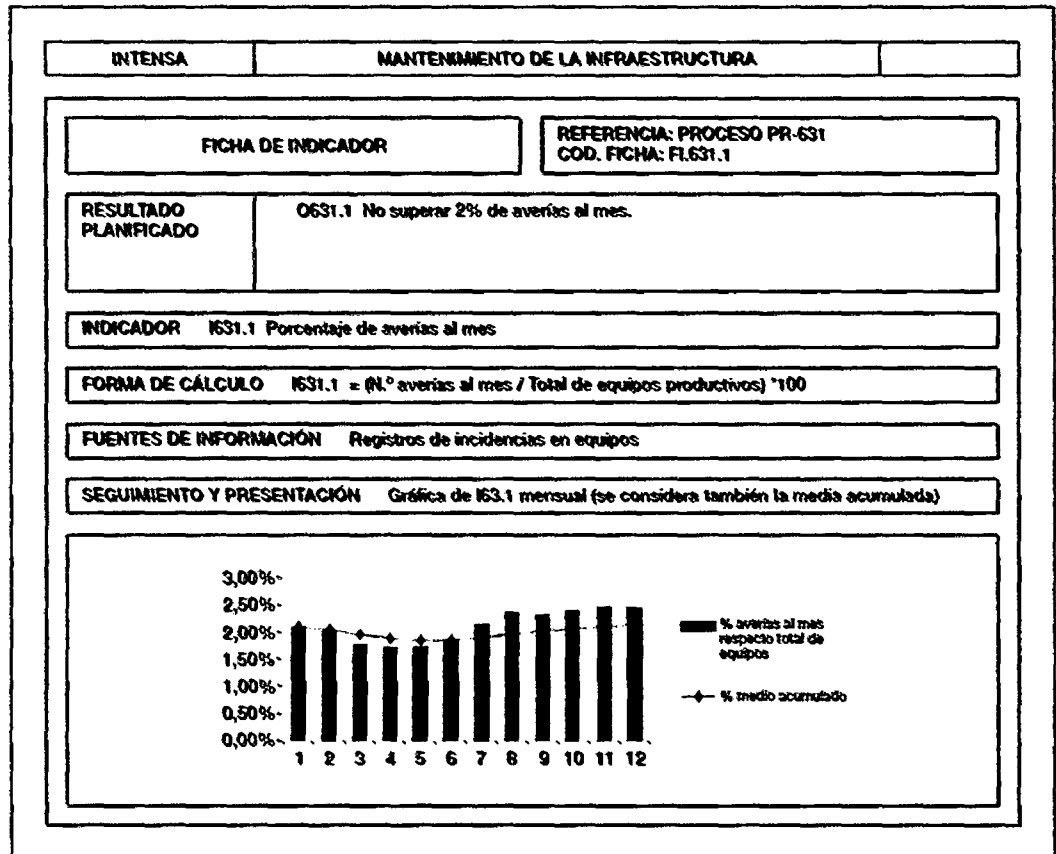 INTENSA
MANTENIMIENTO DE LA INFRAESTRUCTURA
FICHA DE INDICADOR
REFERENCIA: PROCESO PR-631
COD. FICHA: FI.631.1
RESULTADO
PLANIFICADO
O631.1 No superar 2% de averías al mes.
INDICADOR I631.1 Porcentaje de averías al mes
FORMA DE CÁLCULO I631.1 = (N.º averías al mes / Total de equipos productivos) *100
FUENTES DE INFORMACIÓN Registros de incidencias en equipos
SEGUIMIENTO Y PRESENTACIÓN Gráfica de I63.1 mensual (se considera también la media acumulada)
3,00%
2,50%
2,00%
1,50%
1,00%
0,50%
0,00%
1 2 3 4 5 6 7 8 9 10 11 12
% averías al mes
respecto total de
equipos
% medio acumulado